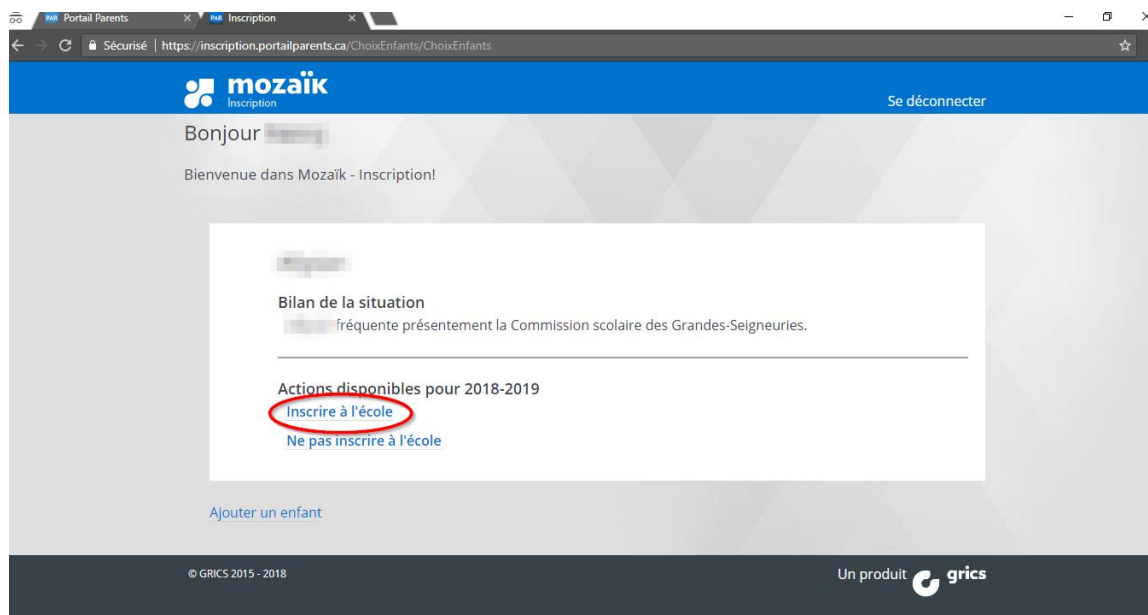 PAR Portail Parents
PAR Inscription
Sécurisé | https://inscription.portailparents.ca/ChoixEnfants/ChoixEnfants
mozaïk
Inscription
Se déconnecter
Bonjour
Bienvenue dans Mozaïk - Inscription!
Bilan de la situation
fréquente présentement la Commission scolaire des Grandes-Seigneuries.
Actions disponibles pour 2018-2019
Inscrire à l'école
Ne pas inscrire à l'école
Ajouter un enfant
© GRICS 2015 - 2018
Un produit grics